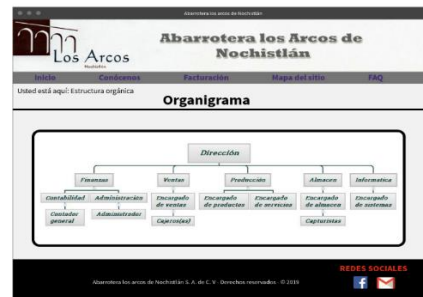 Abarrotera los arcos de Nochistlán
Los Arcos
Nochistlán
Abarrotera los Arcos de
Nochistlán
Inicio Conócenos Facturación Mapa del sitio FAQ
Usted está aquí: Estructura orgánica
Organigrama
Dirección
Finanzas Ventas Producción Almacen Informatica
Contabilidad Administración Encargado de ventas Encargado de productos Encargado de servicios Encargado de almacen Encargado de sistemas
Contador general Administrador Cajeros(as) Capturistas
REDES SOCIALES
Abarrotera los arcos de Nochistlán S. A. de C. V - Derechos reservados - © 2015